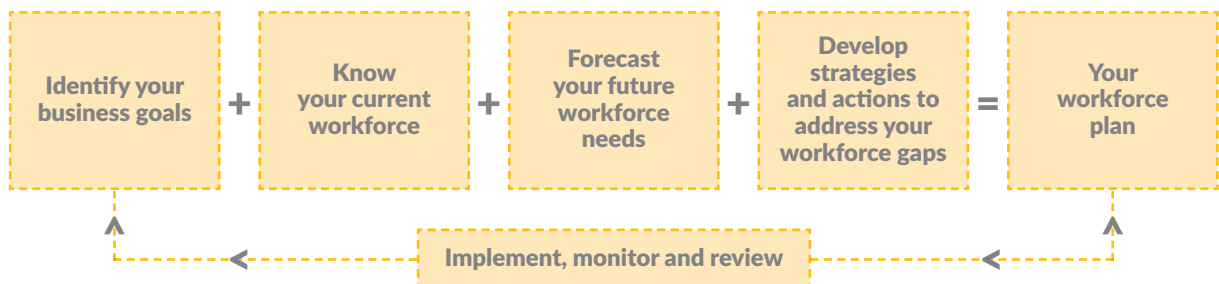 Identify your
business goals
+
Know
your current
workforce
+
Forecast
your future
workforce
needs
+
Develop
strategies
and actions to
address your
workforce gaps
=
Your
workforce
plan
Implement, monitor and review